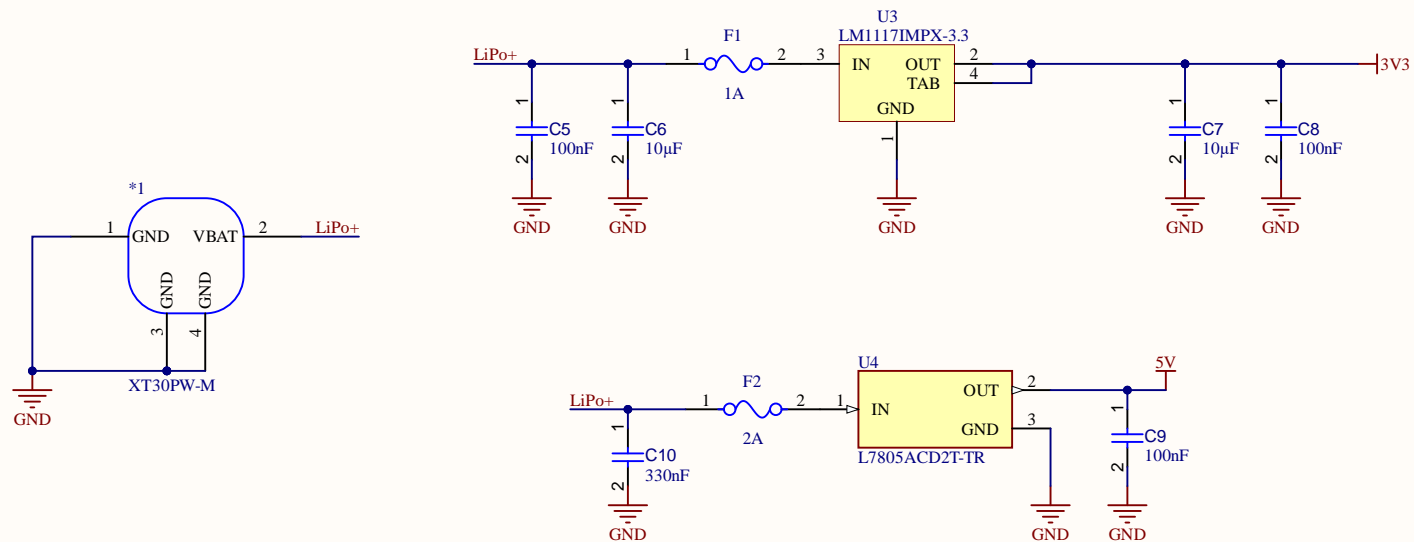 U3
LM1117IMPX-3.3
LiPo+
1
F1
2
1A
3
IN
OUT
2
TAB
4
GND
1
3V3
1
C5
100nF
2
GND
1
C6
10µF
2
GND
GND
1
C7
10µF
2
GND
1
C8
100nF
2
GND
*1
1
GND
VBAT
2
LiPo+
GND
GND
3
4
XT30PW-M
GND
LiPo+
1
F2
2
2A
U4
1
IN
OUT
2
GND
3
L7805ACD2T-TR
5V
1
C10
330nF
2
GND
GND
1
C9
100nF
2
GND